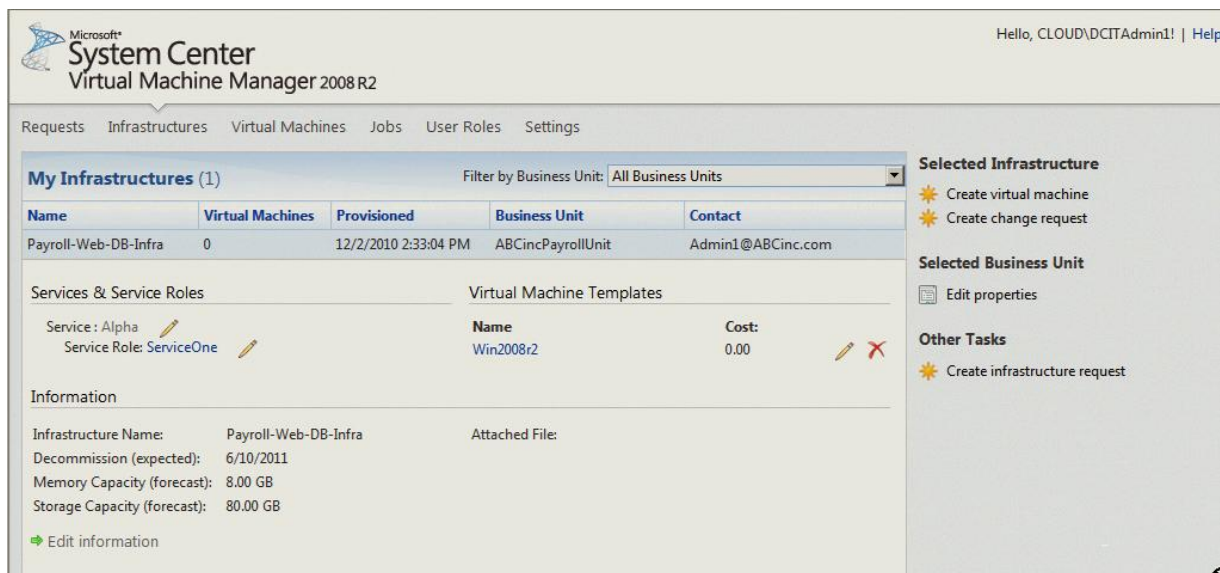 Microsoft®
System Center
Virtual Machine Manager 2008 R2
Hello, CLOUD\DCITAdmin1! | Help
Requests Infrastructures Virtual Machines Jobs User Roles Settings
My Infrastructures (1)
Filter by Business Unit: All Business Units
Name Virtual Machines Provisioned Business Unit Contact
Payroll-Web-DB-Infra 0 12/2/2010 2:33:04 PM ABCincPayrollUnit Admin1@ABCinc.com
Services & Service Roles
Service : Alpha
Service Role: ServiceOne
Virtual Machine Templates
Name Cost:
Win2008r2 0.00
Information
Infrastructure Name: Payroll-Web-DB-Infra
Decommission (expected): 6/10/2011
Memory Capacity (forecast): 8.00 GB
Storage Capacity (forecast): 80.00 GB
Attached File:
Edit information
Selected Infrastructure
Create virtual machine
Create change request
Selected Business Unit
Edit properties
Other Tasks
Create infrastructure request